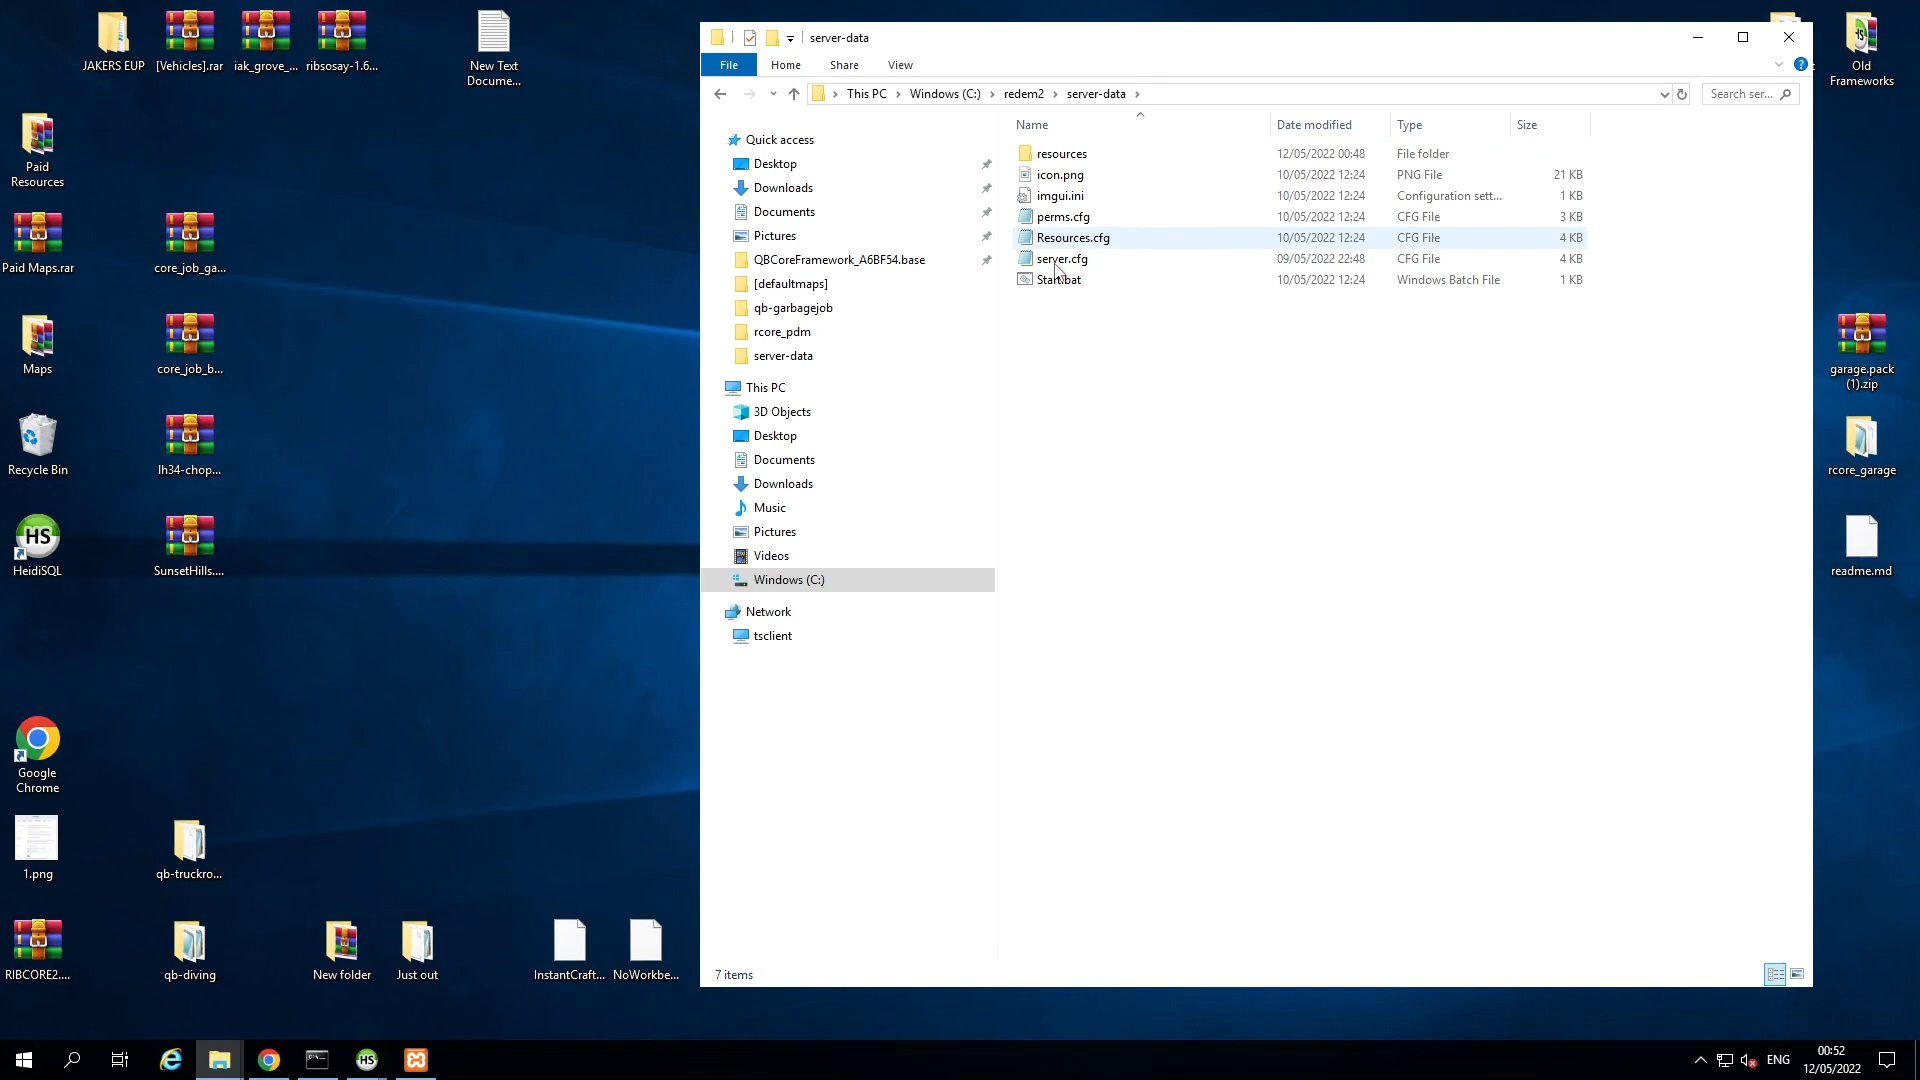 JAKERS EUP
[Vehicles].rar
iak_grove_...
ribsosay-1.6...
New Text
Docume...
Paid
Resources
Paid Maps.rar
core_job_ga...
Maps
core_job_b...
Recycle Bin
lh34-chop...
HS
HeidiSQL
SunsetHills....
Google
Chrome
1.png
qb-truckro...
RIBCORE2....
qb-diving
New folder
Just out
InstantCraft...
NoWorkbe...
server-data
File
Home
Share
View
This PC
Windows (C:)
redem2
server-data
Search ser...
Quick access
Desktop
Downloads
Documents
Pictures
QBCoreFramework_A6BF54.base
[defaultmaps]
qb-garbagejob
rcore_pdm
server-data
This PC
3D Objects
Desktop
Documents
Downloads
Music
Pictures
Videos
Windows (C:)
Network
tsclient
Name Date modified Type Size
resources 12/05/2022 00:48 File folder
icon.png 10/05/2022 12:24 PNG File 21 KB
imgui.ini 10/05/2022 12:24 Configuration sett... 1 KB
perms.cfg 10/05/2022 12:24 CFG File 3 KB
Resources.cfg 10/05/2022 12:24 CFG File 4 KB
server.cfg 09/05/2022 22:48 CFG File 4 KB
Start.bat 10/05/2022 12:24 Windows Batch File 1 KB
7 items
HS
Old
Frameworks
garage.pack
(1).zip
rcore_garage
readme.md
HS
ENG
00:52
12/05/2022